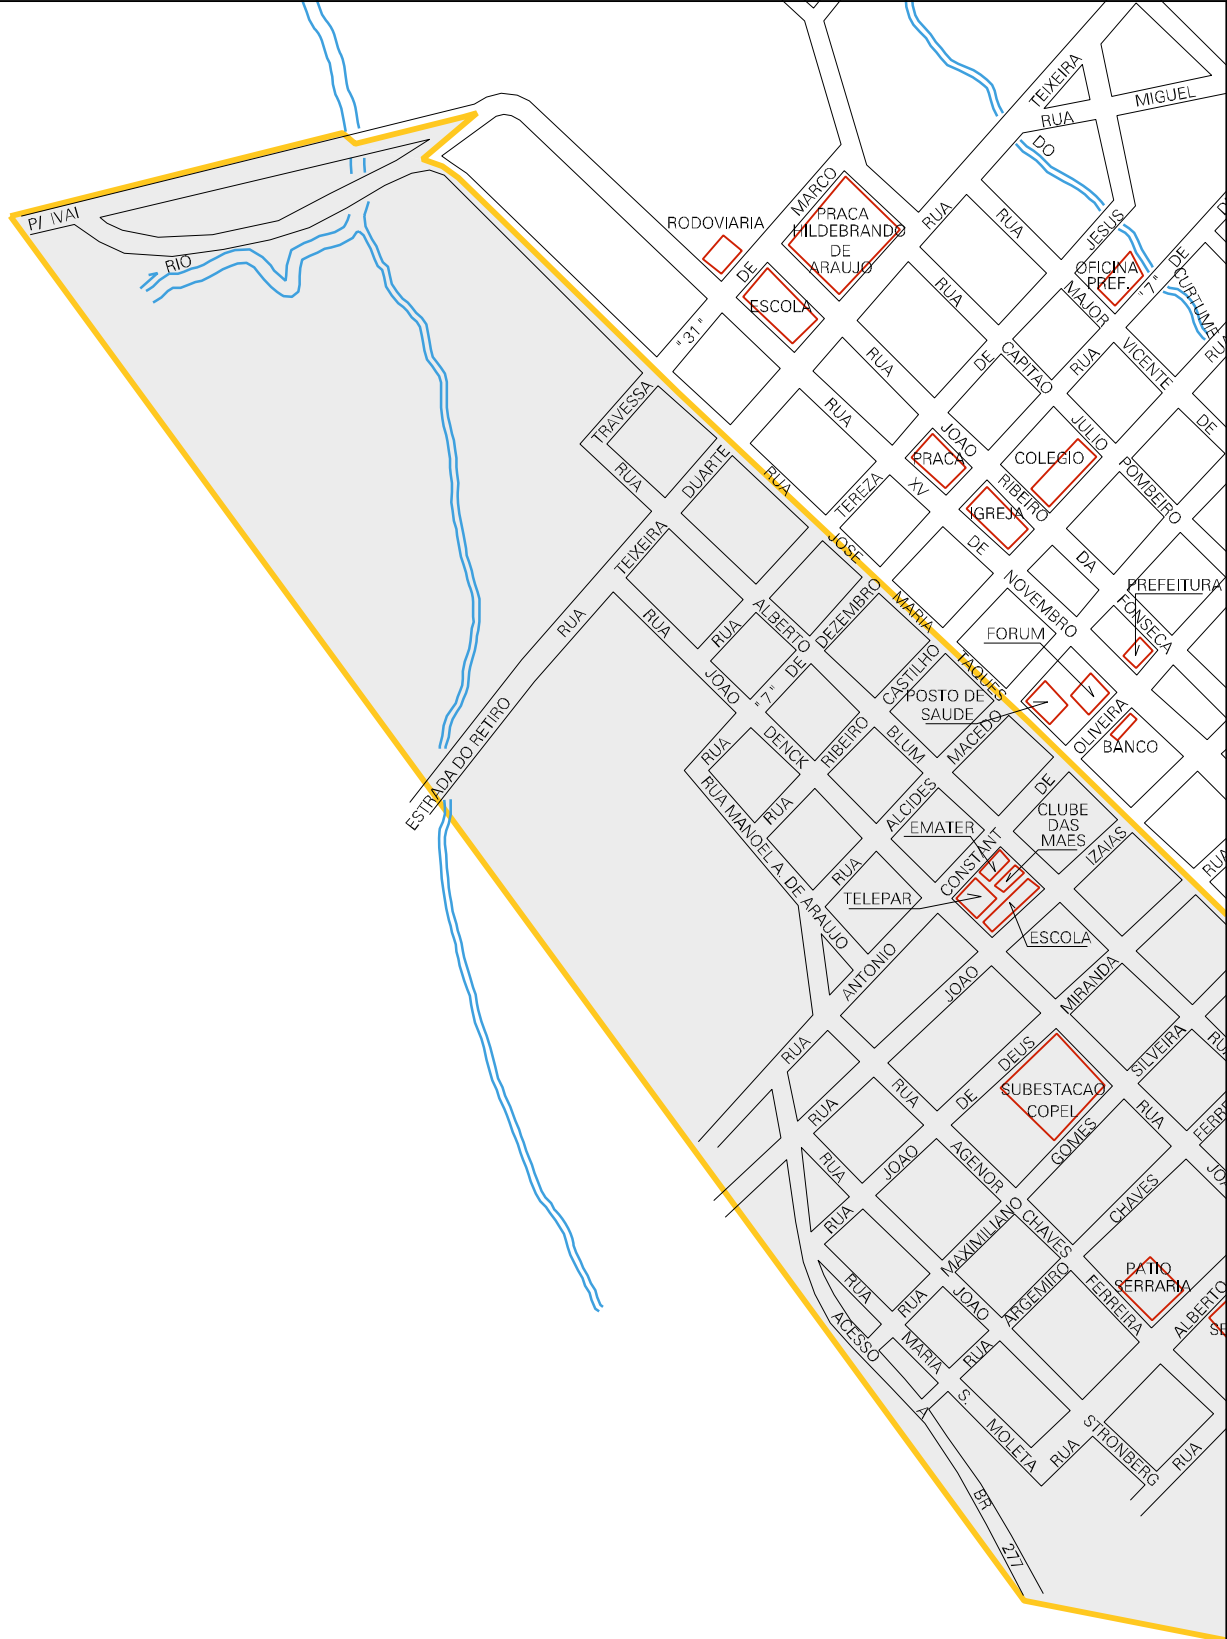 TEIXEIRA
MIGUEL
RUA
DO
P/ IVAI
RIO
RODOVIARIA
MARCO
DE
"31"
PRACA
HILDEBRANDO
DE
ARAUJO
ESCOLA
RUA
RUA
JESUS
OFICINA
PREF.
"7"
DE
CURTUME
MAJOR
VICENTE
RUA
RUA
DE
CAPITAO
RUA
RUA
JOAO
RIBEIRO
JULIO
DE
POMBEIRO
PRACA
COLEGIO
IGREJA
XV
DE
NOVEMBRO
DA
FONSECA
PREFEITURA
FORUM
TRAVESSA
RUA
DUARTE
RUA
JOSE
MARIA
TAQUES
TEREZA
TEIXEIRA
RUA
ESTRADA DO RETIRO
RUA
JOAO
RUA
ALBERTO
"7"
DE
DEZEMBRO
CASTILHO
POSTO DE
SAUDE
OLIVEIRA
BANCO
RUA
DENCK
RIBEIRO
BLUM
MACEDO
DE
RUA MANOEL A. DE ARAUJO
RUA
ALCIDES
CLUBE
DAS
MAES
EMATER
IZAIAS
RUA
RUA
CONSTANT
TELEPAR
ESCOLA
ANTONIO
JOAO
MIRANDA
RUA
DEUS
SILVEIRA
RUA
RUA
DE
SUBESTACAO
COPEL
RUA
RUA
GOMES
RUA
JOAO
AGENOR
CHAVES
RUA
MAXIMILIANO
CHAVES
RUA
PATIO
SERRARIA
ARGEMIRO
FERREIRA
ALBERTO
RUA
JOAO
ACESSO
MARIA
RUA
A
S.
MOLETA
RUA
STRONBERG
RUA
BR
277